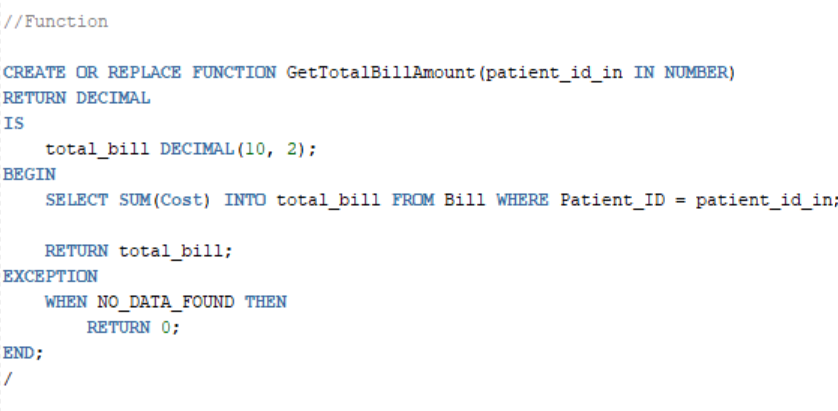 //Function
CREATE OR REPLACE FUNCTION GetTotalBillAmount(patient_id_in IN NUMBER)
RETURN DECIMAL
IS
total_bill DECIMAL(10, 2);
BEGIN
SELECT SUM(Cost) INTO total_bill FROM Bill WHERE Patient_ID = patient_id_in;
RETURN total_bill;
EXCEPTION
WHEN NO_DATA_FOUND THEN
RETURN 0;
END;
/